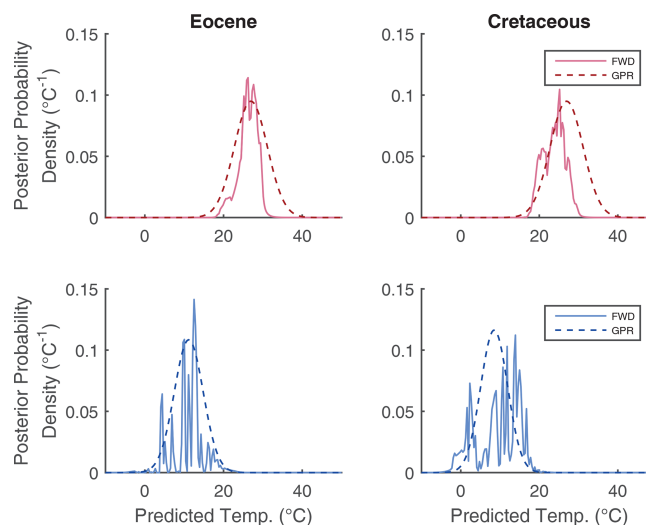 Eocene
Cretaceous
Posterior Probability
Density (°C-1)
0.15
0.1
0.05
0
0
20
40
0.15
0.1
0.05
0
0
20
40
FWD
GPR
Posterior Probability
Density (°C-1)
0.15
0.1
0.05
0
0
20
40
Predicted Temp. (°C)
0.15
0.1
0.05
0
0
20
40
Predicted Temp. (°C)
FWD
GPR